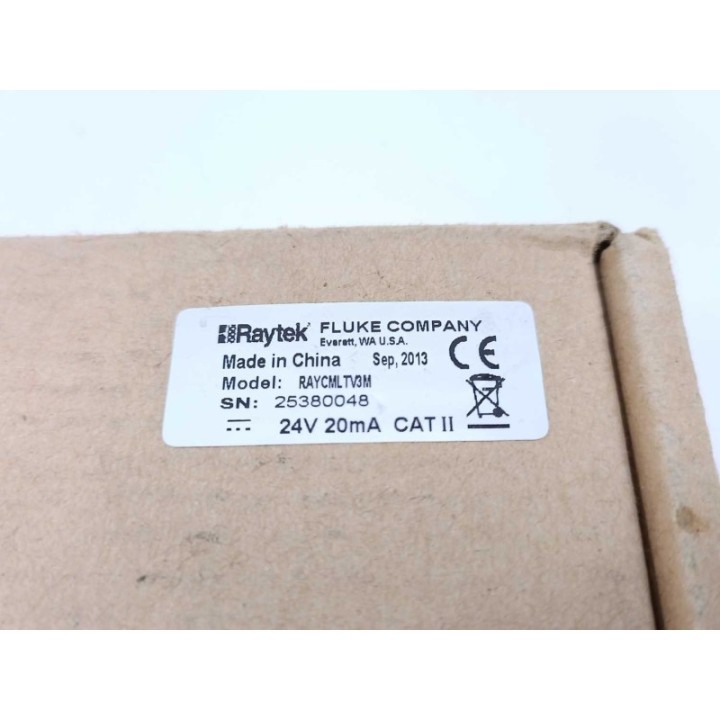 Raytek® FLUKE COMPANY
Everett, WA U.S.A.
Made in China Sep, 2013 CE
Model: RAYCMLTV3M
SN: 25380048
24V 20mA CAT II